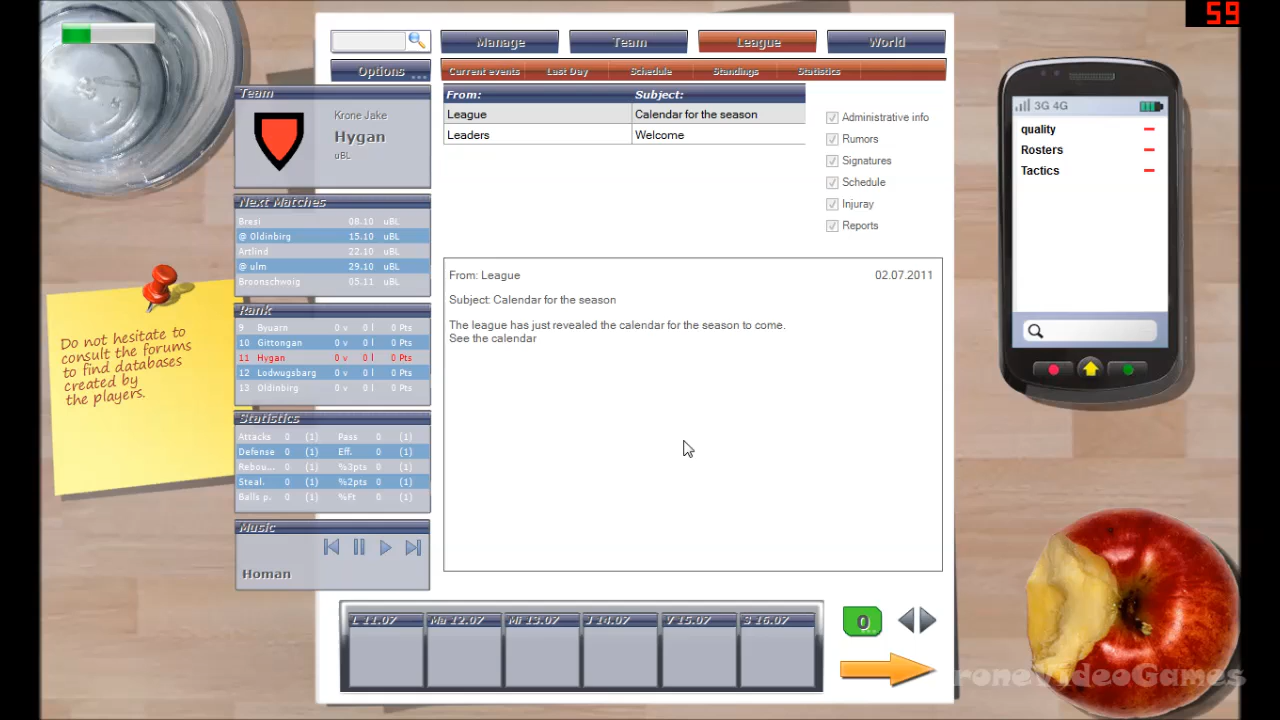 59
Manage Team League World
Options ...
Current events Last Day Schedule Standings Statistics
Team
Krone Jake
Hygan
uBL
Next Matches
Bresi 08.10 uBL
@ Oldinbirg 15.10 uBL
Artlind 22.10 uBL
@ ulm 29.10 uBL
Broonschwoig 05.11 uBL
Rank
9 Byuarn 0 v 0 l 0 Pts
10 Gittongan 0 v 0 l 0 Pts
11 Hygan 0 v 0 l 0 Pts
12 Lodwugsbarg 0 v 0 l 0 Pts
13 Oldinbirg 0 v 0 l 0 Pts
Statistics
Attacks 0 (1) Pass 0 (1)
Defense 0 (1) Eff. 0 (1)
Rebou... 0 (1) %3pts 0 (1)
Steal. 0 (1) %2pts 0 (1)
Balls p. 0 (1) %Ft 0 (1)
Music
Homan
From: Subject:
League Calendar for the season
Leaders Welcome
Administrative info
Rumors
Signatures
Schedule
Injuray
Reports
From: League 02.07.2011
Subject: Calendar for the season
The league has just revealed the calendar for the season to come.
See the calendar
L 11.07 Ma 12.07 Mi 13.07 J 14.07 V 15.07 S 16.07
0
...
3G 4G
quality
Rosters
Tactics
Do not hesitate to
consult the forums
to find databases
created by
the players.
roneVideoGames